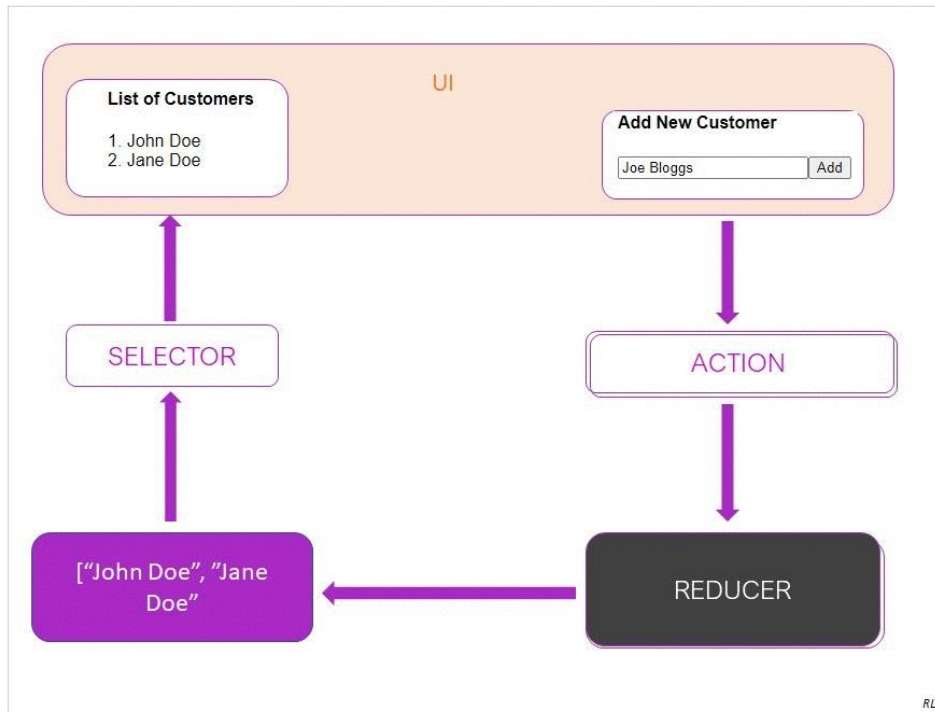 UI
List of Customers
1. John Doe
2. Jane Doe
Add New Customer
Joe Bloggs Add
SELECTOR
ACTION
[“John Doe”, ”Jane
Doe”
REDUCER
RL